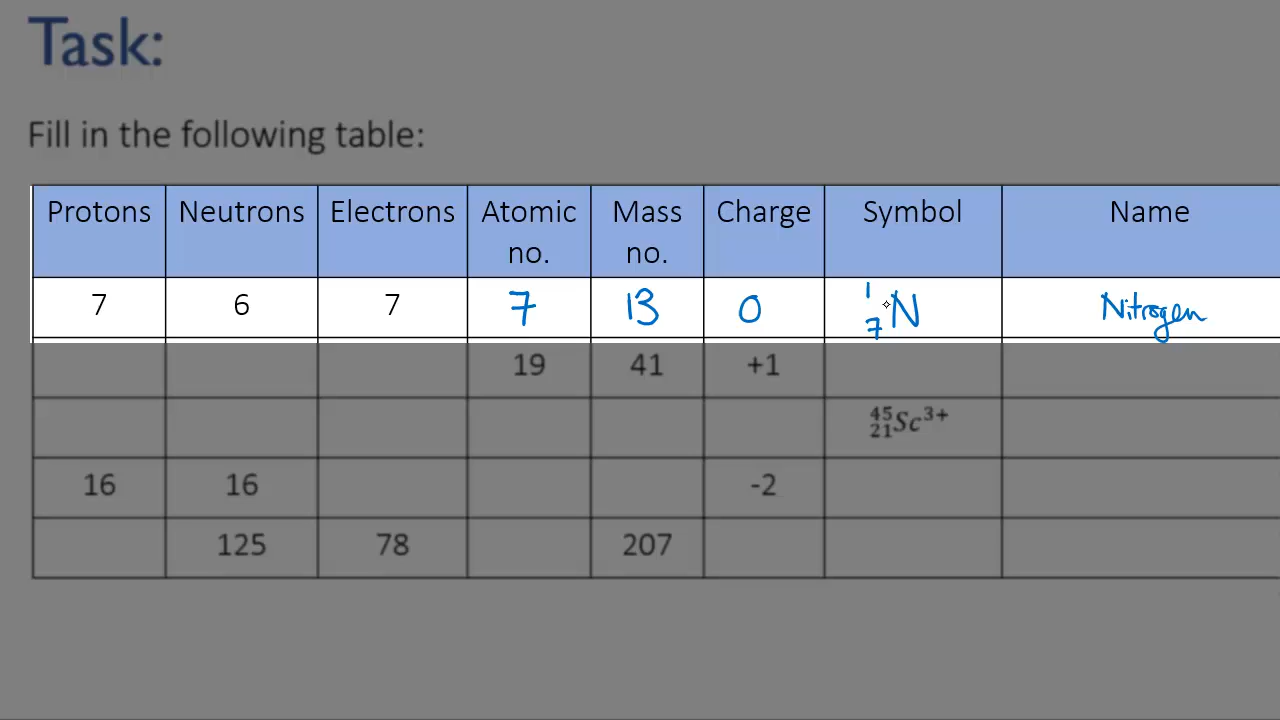 Task:
Fill in the following table:
Protons Neutrons Electrons Atomic no. Mass no. Charge Symbol Name
7 6 7 7 13 0 ¹₇N Nitrogen
19 41 +1
⁴⁵₂₁Sc³⁺
16 16 -2
125 78 207